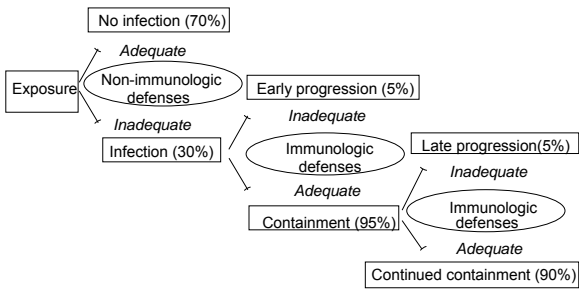 No infection (70%)
Adequate
Exposure
Non-immunologic
defenses
Early progression (5%)
Inadequate
Inadequate
Infection (30%)
Immunologic
defenses
Late progression(5%)
Adequate
Inadequate
Containment (95%)
Immunologic
defenses
Adequate
Continued containment (90%)